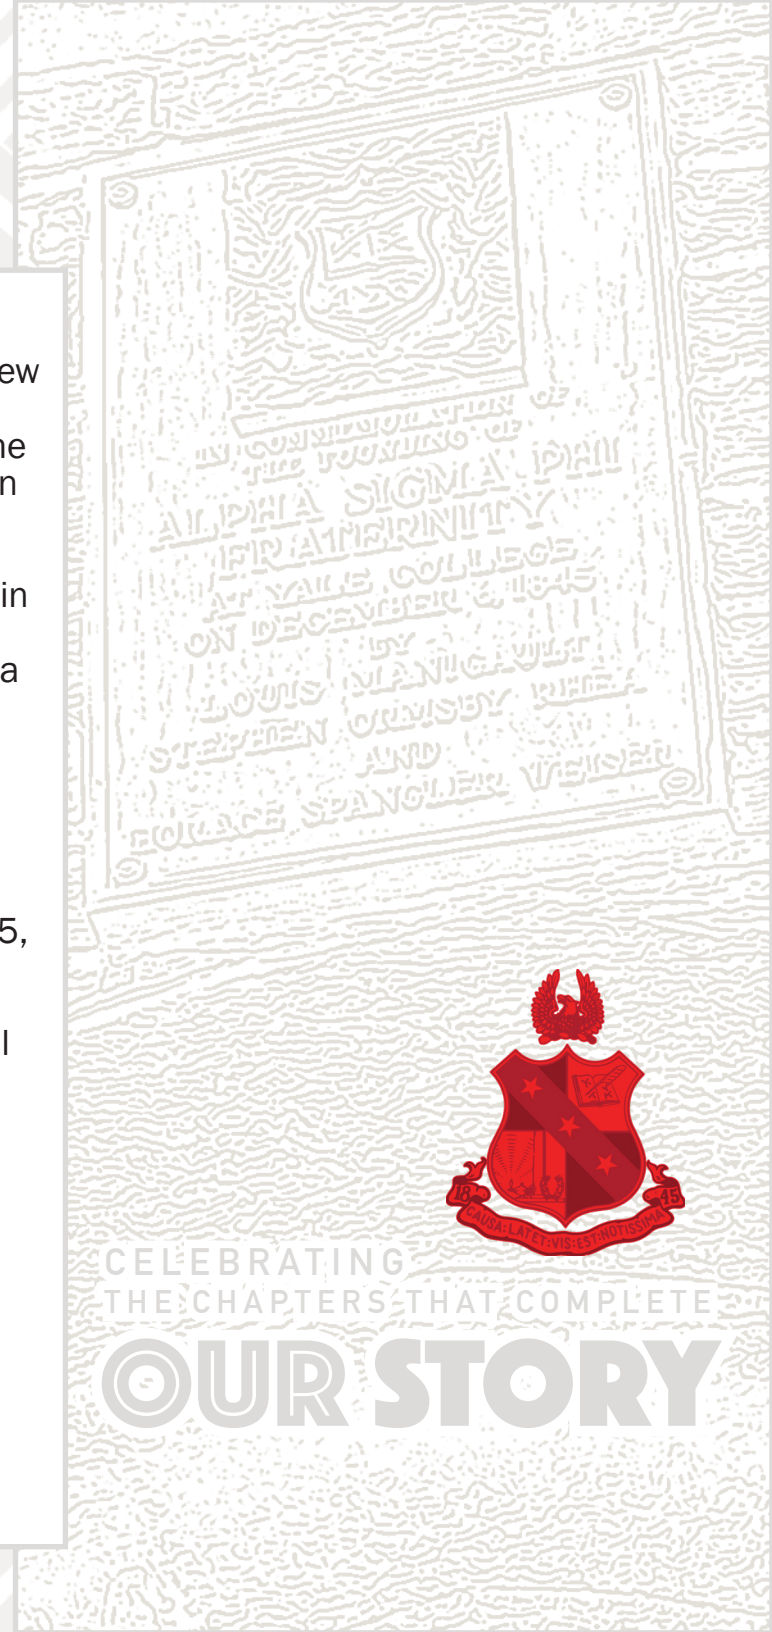 ew
ne
n
in
a
5,
l
IN COMMEMORATION OF
THE FOUNDING OF
ALPHA SIGMA PHI
FRATERNITY
AT YALE COLLEGE
ON DECEMBER 6, 1845
BY
LOUIS MANIGAULT
STEPHEN ORMSBY RHEA
AND
HORACE SPANGLER WEISER
18 45
CAUSA:LATET:VIS:EST:NOTISSIMA
CELEBRATING
THE CHAPTERS THAT COMPLETE
OUR STORY